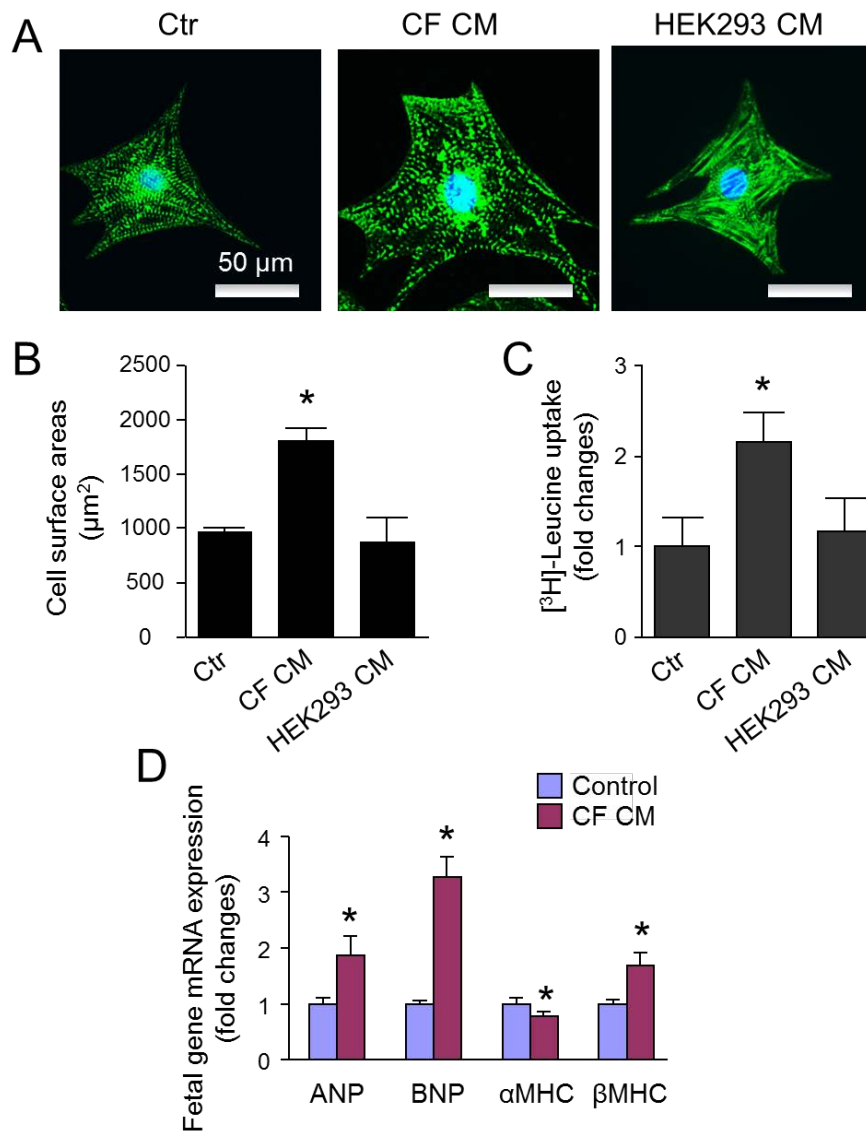 Ctr
CF CM
HEK293 CM
A
50 µm
B
Cell surface areas
(µm²)
2500
2000
1500
1000
500
0
*
Ctr
CF CM
HEK293 CM
C
[³H]-Leucine uptake
(fold changes)
3
2
1
0
*
Ctr
CF CM
HEK293 CM
D
Control
CF CM
Fetal gene mRNA expression
(fold changes)
4
3
2
1
0
*
*
*
*
ANP
BNP
αMHC
βMHC